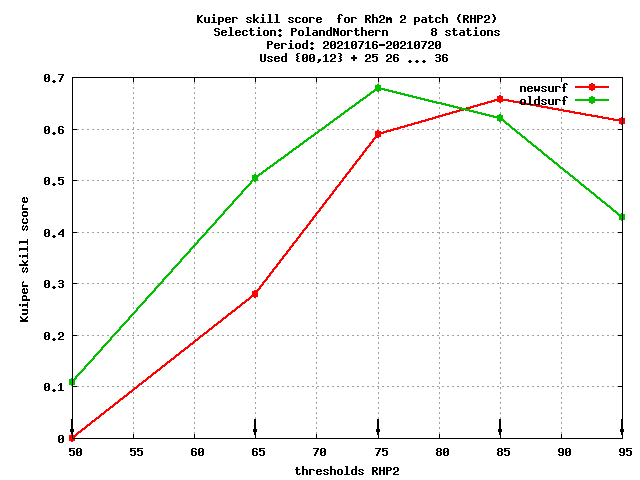 Kuiper skill score  for Rh2m 2 patch (RHP2)
Selection: PolandNorthern      8 stations
Period: 20210716-20210720
Used {00,12} + 25 26 ... 36
newsurf
oldsurf
0.7
0.6
0.5
0.4
0.3
0.2
0.1
0
Kuiper skill score
50 55 60 65 70 75 80 85 90 95
thresholds RHP2